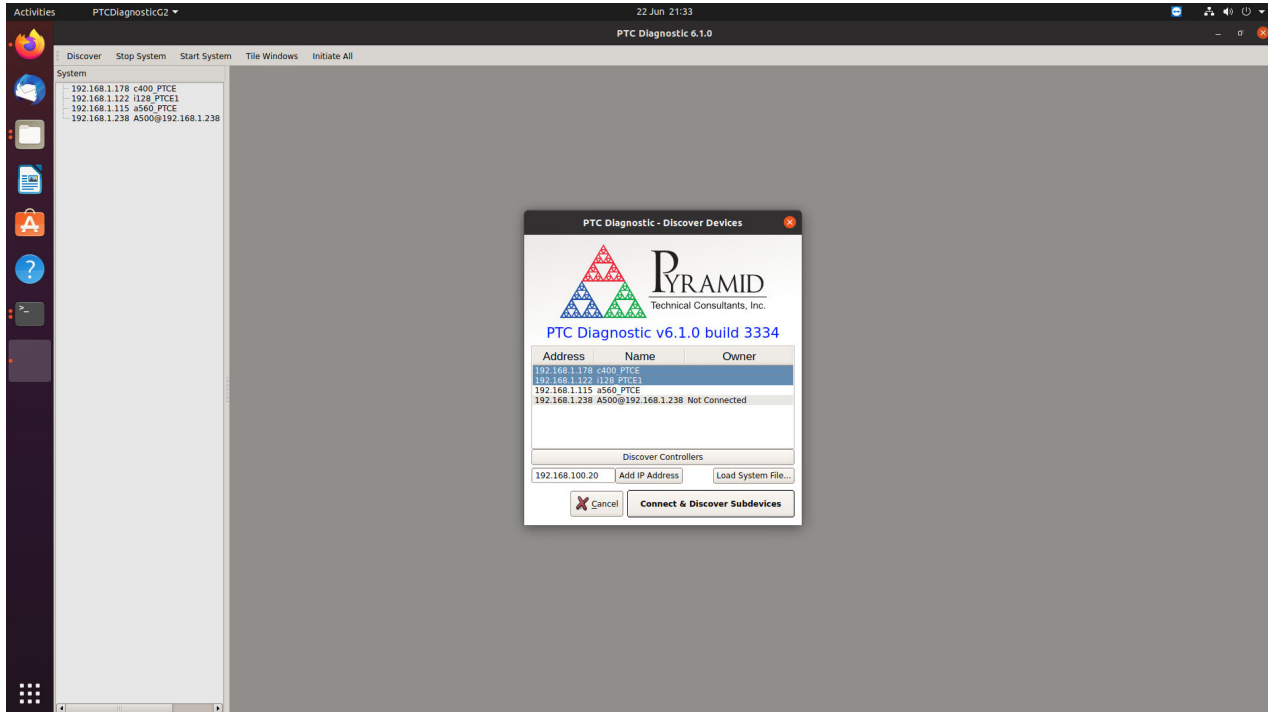 Activities PTCDiagnosticG2 22 Jun 21:33
PTC Diagnostic 6.1.0
Discover Stop System Start System Tile Windows Initiate All
System
192.168.1.178 c400_PTCE
192.168.1.122 i128_PTCE1
192.168.1.115 a560_PTCE
192.168.1.238 A500@192.168.1.238
PTC Diagnostic - Discover Devices
PYRAMID
Technical Consultants, Inc.
PTC Diagnostic v6.1.0 build 3334
Address Name Owner
192.168.1.178 c400_PTCE
192.168.1.122 i128_PTCE1
192.168.1.115 a560_PTCE
192.168.1.238 A500@192.168.1.238 Not Connected
Discover Controllers
192.168.100.20 Add IP Address Load System File...
Cancel Connect & Discover Subdevices